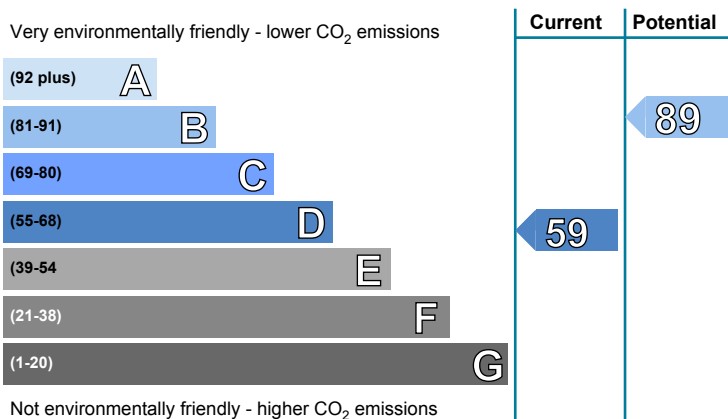 Current Potential
Very environmentally friendly - lower CO2 emissions
(92 plus) A
(81-91) B
89
(69-80) C
(55-68) D
59
(39-54 E
(21-38) F
(1-20) G
Not environmentally friendly - higher CO2 emissions